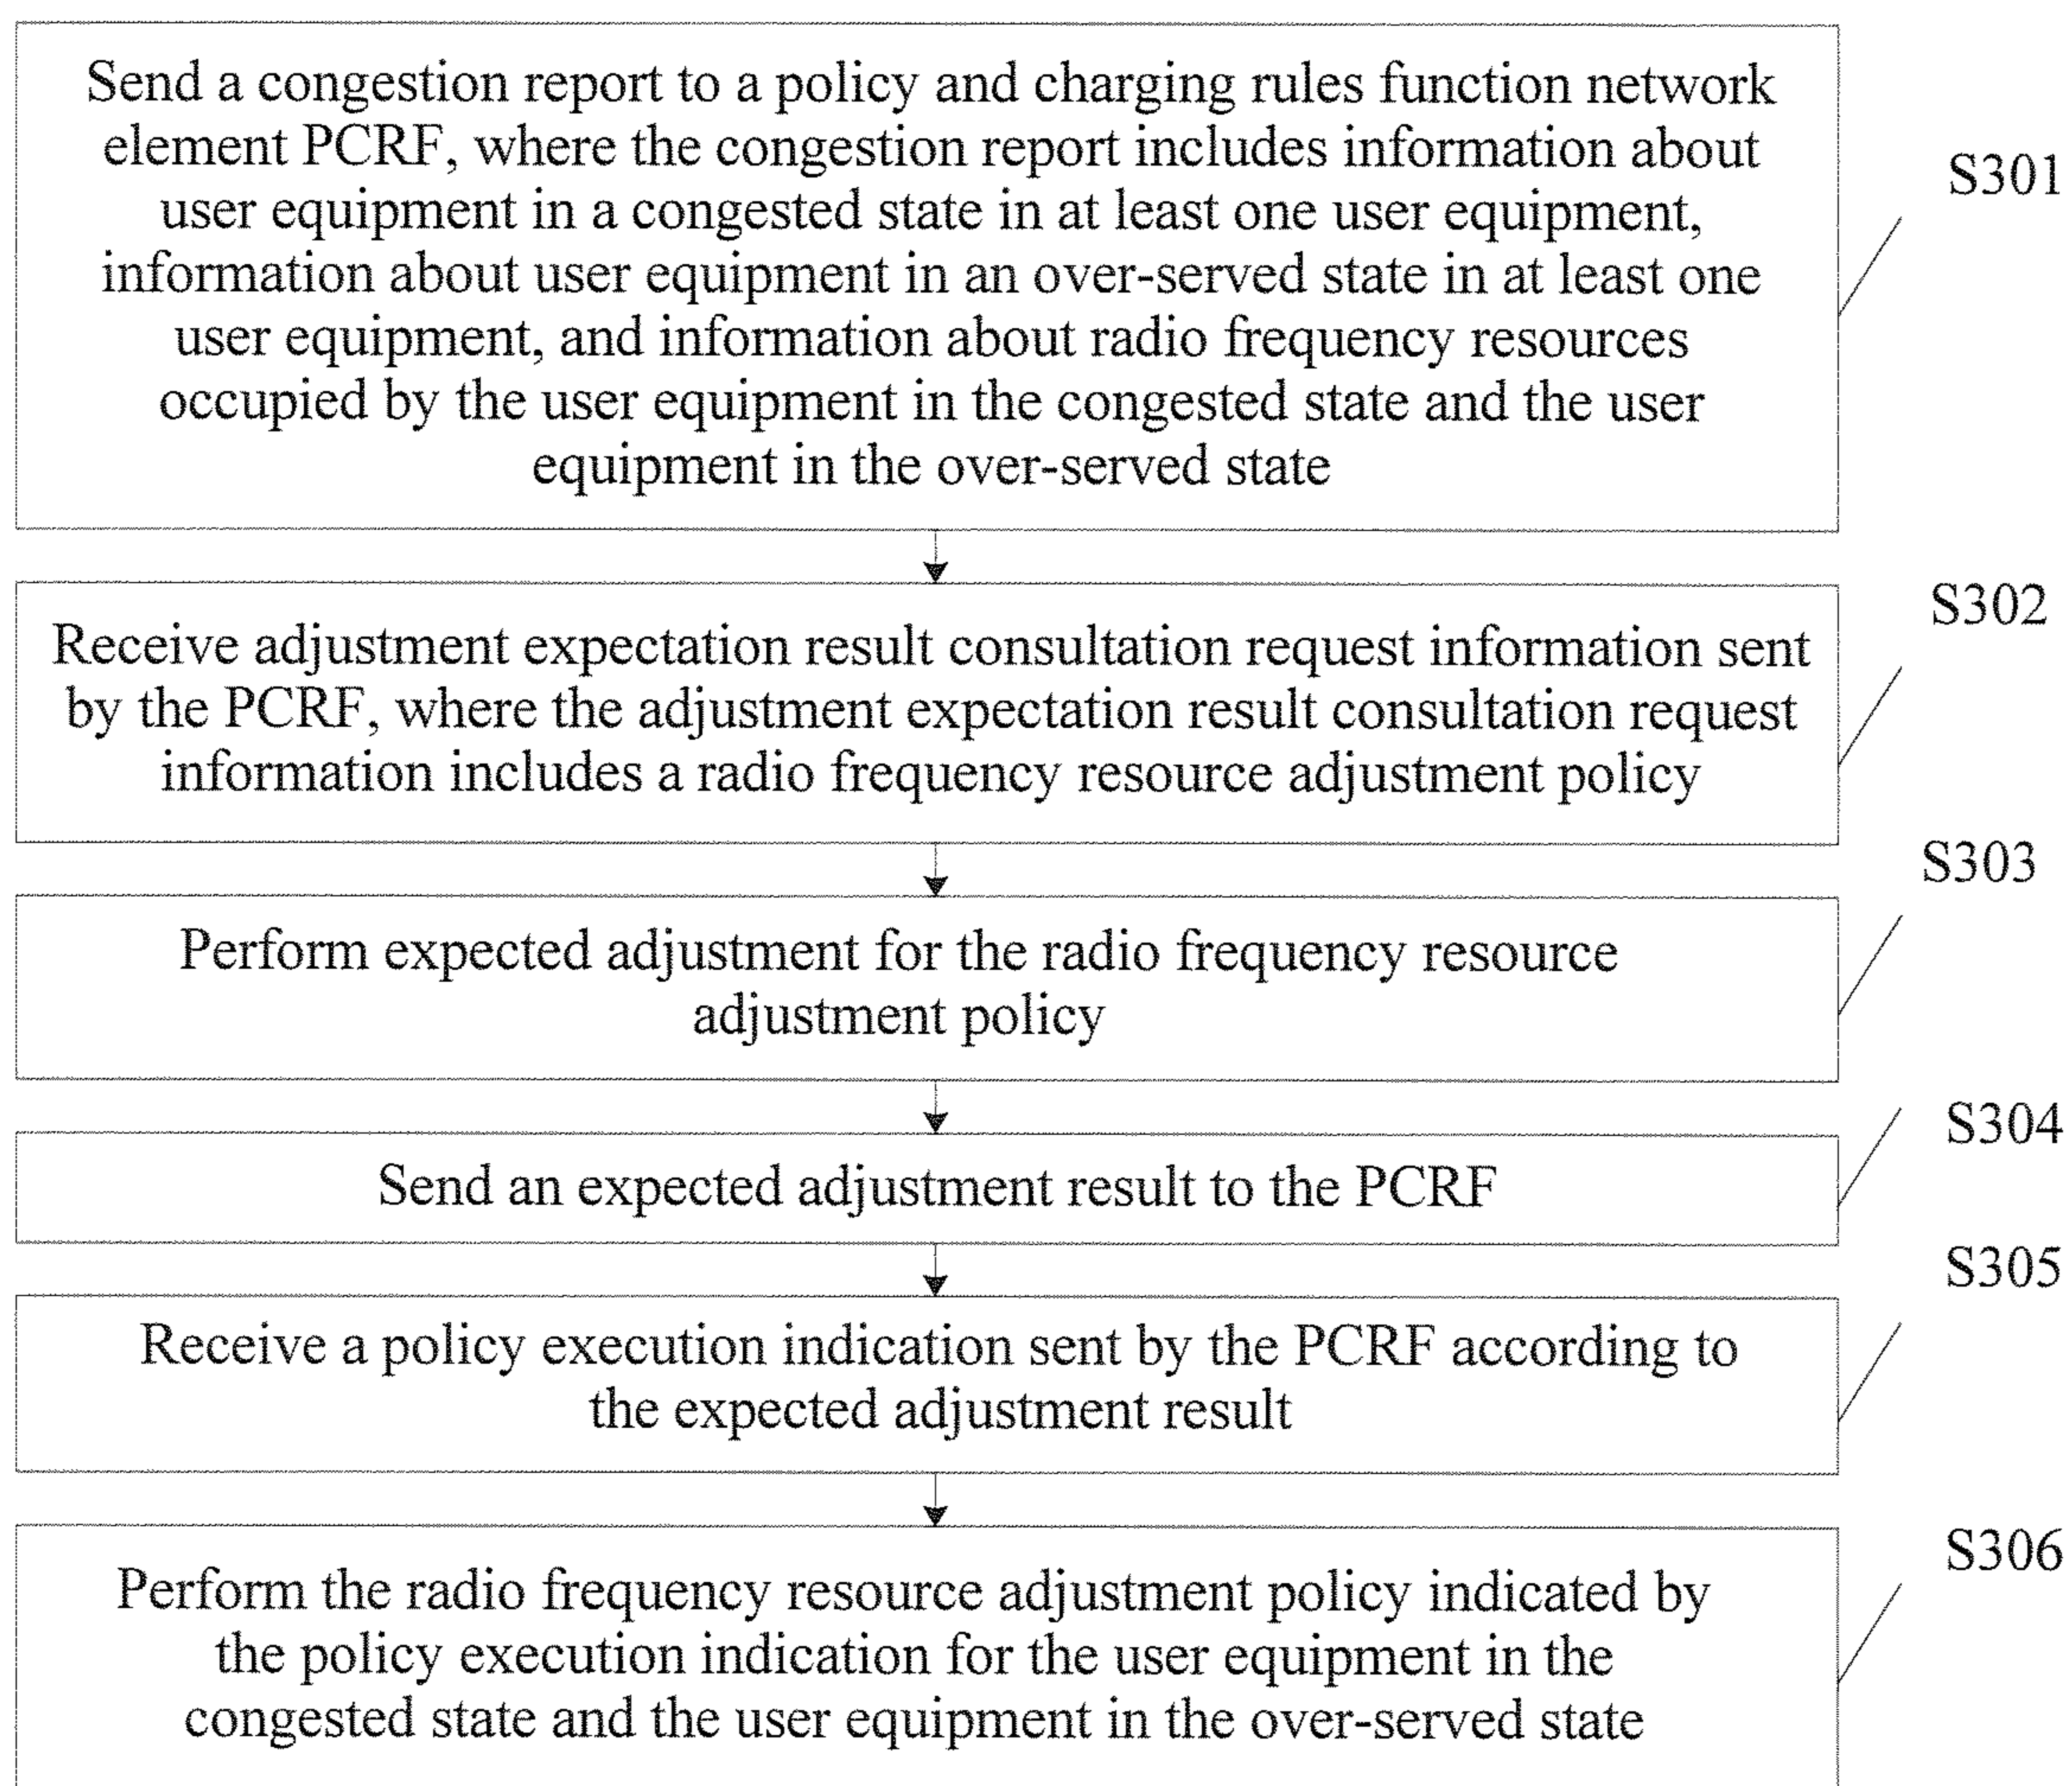 Send a congestion report to a policy and charging rules function network
element PCRF, where the congestion report includes information about
user equipment in a congested state in at least one user equipment,
information about user equipment in an over-served state in at least one
user equipment, and information about radio frequency resources
occupied by the user equipment in the congested state and the user
equipment in the over-served state
S301
Receive adjustment expectation result consultation request information sent
by the PCRF, where the adjustment expectation result consultation request
information includes a radio frequency resource adjustment policy
S302
Perform expected adjustment for the radio frequency resource
adjustment policy
S303
Send an expected adjustment result to the PCRF
S304
Receive a policy execution indication sent by the PCRF according to
the expected adjustment result
S305
Perform the radio frequency resource adjustment policy indicated by
the policy execution indication for the user equipment in the
congested state and the user equipment in the over-served state
S306